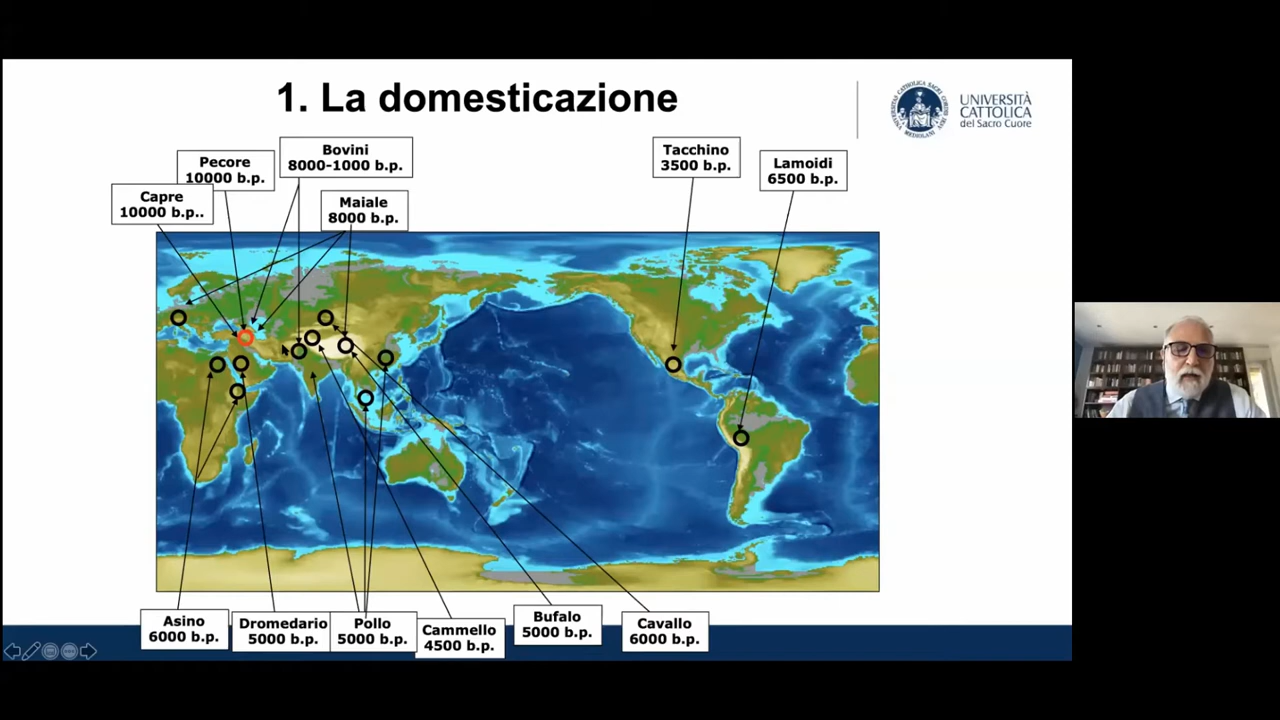 1. La domesticazione
UNIVERSITÀ
CATTOLICA
del Sacro Cuore
Bovini
8000-1000 b.p.
Pecore
10000 b.p.
Capre
10000 b.p..
Maiale
8000 b.p.
Tacchino
3500 b.p.
Lamoidi
6500 b.p.
Asino
6000 b.p.
Dromedario
5000 b.p.
Pollo
5000 b.p.
Cammello
4500 b.p.
Bufalo
5000 b.p.
Cavallo
6000 b.p.